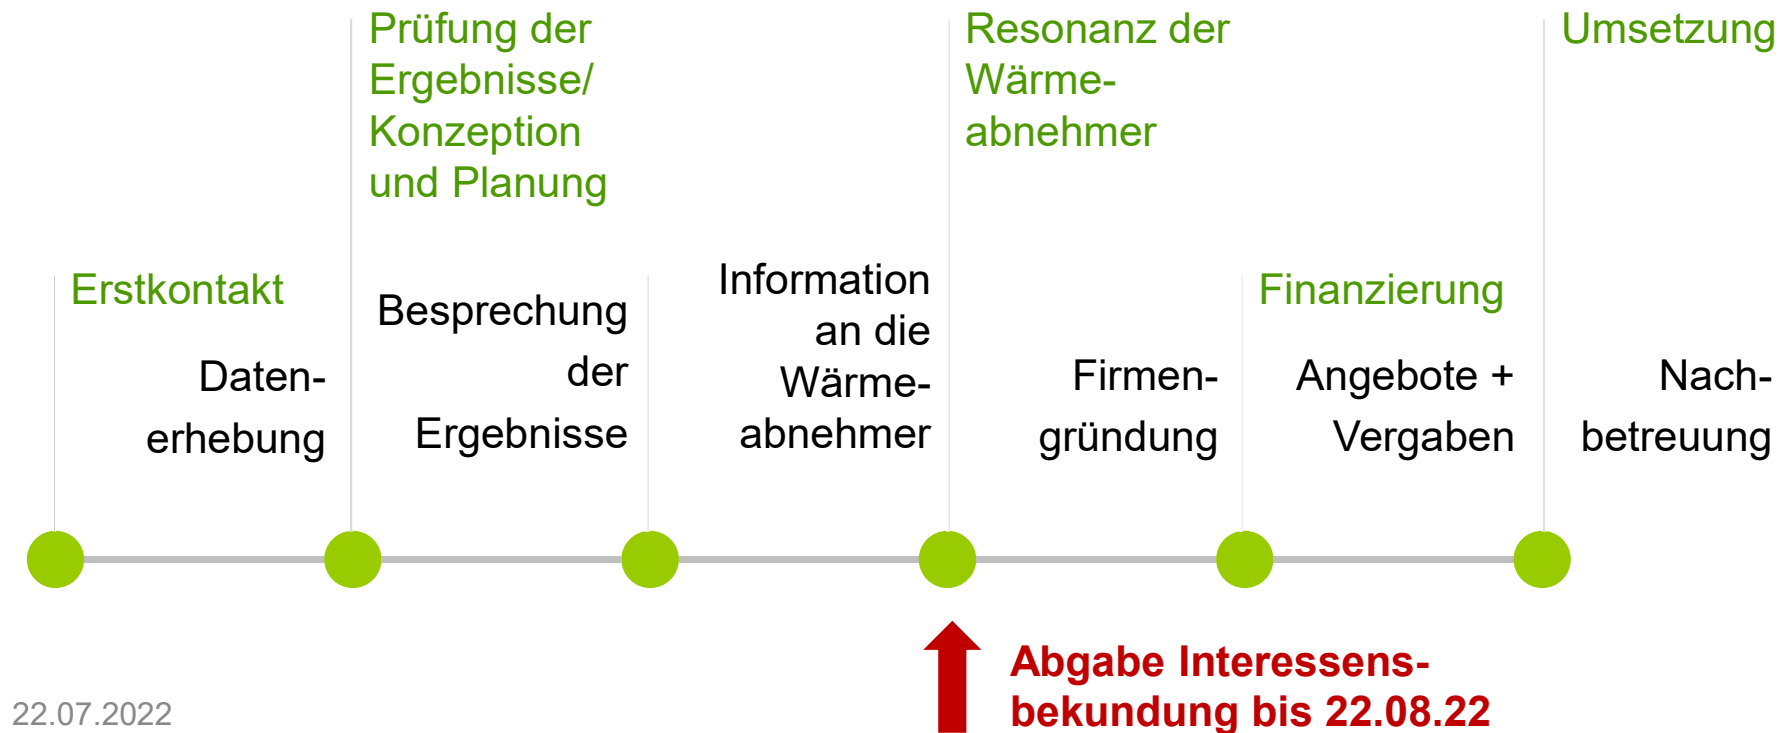 Prüfung der
Ergebnisse/
Konzeption
und Planung
Resonanz der
Wärme-
abnehmer
Umsetzung
Erstkontakt
Daten-
erhebung
Besprechung
der
Ergebnisse
Information
an die
Wärme-
abnehmer
Firmen-
gründung
Finanzierung
Angebote +
Vergaben
Nach-
betreuung
Abgabe Interessens-
bekundung bis 22.08.22
22.07.2022